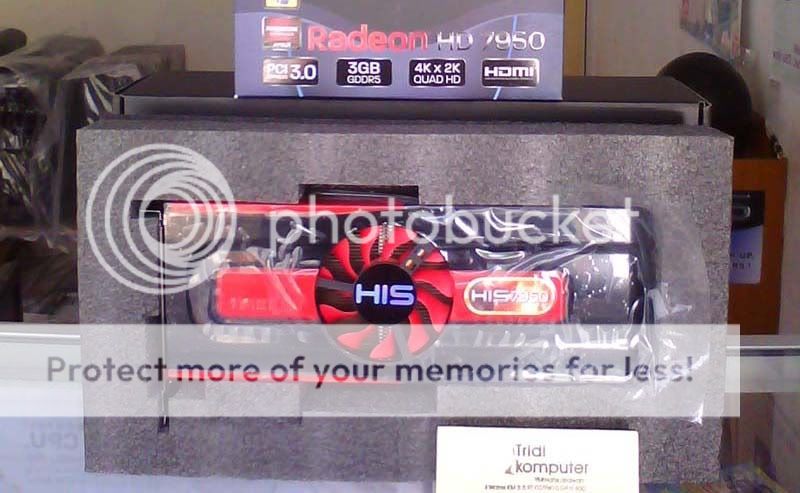 Radeon HD 7950
PCI 3.0
3GB
GDDR5
4K x 2K
QUAD HD
HDMI
photobucket
HIS
HIS 7950
Protect more of your memories for less!
Tridi
komputer